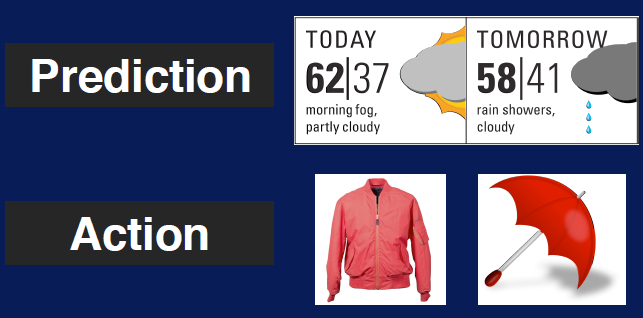 Prediction
TODAY
62|37
morning fog,
partly cloudy
TOMORROW
58|41
rain showers,
cloudy
Action